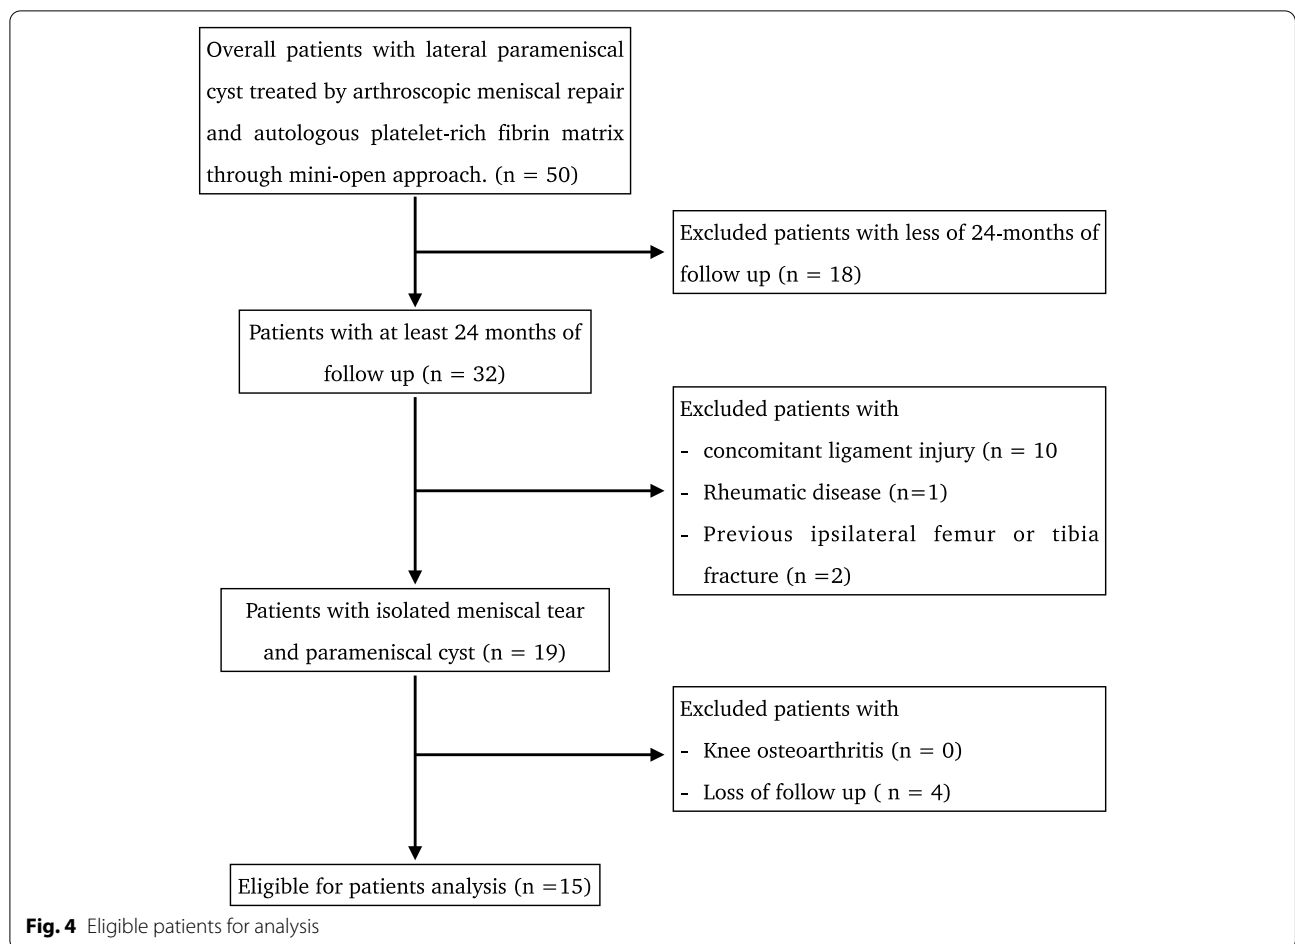 Overall patients with lateral parameniscal
cyst treated by arthroscopic meniscal repair
and autologous platelet-rich fibrin matrix
through mini-open approach. (n = 50)
Excluded patients with less of 24-months of
follow up (n = 18)
Patients with at least 24 months of
follow up (n = 32)
Excluded patients with
- concomitant ligament injury (n = 10
- Rheumatic disease (n=1)
- Previous ipsilateral femur or tibia
fracture (n =2)
Patients with isolated meniscal tear
and parameniscal cyst (n = 19)
Excluded patients with
- Knee osteoarthritis (n = 0)
- Loss of follow up ( n = 4)
Eligible for patients analysis (n =15)
Fig. 4 Eligible patients for analysis